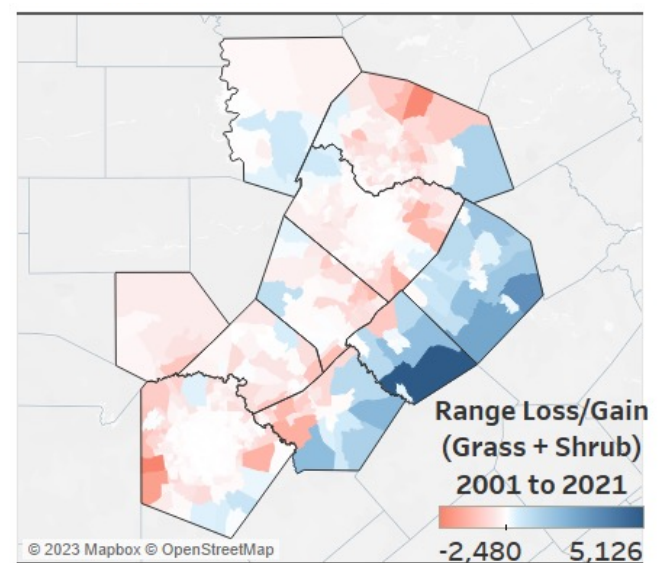 Range Loss/Gain
(Grass + Shrub)
2001 to 2021
-2,480 5,126
© 2023 Mapbox © OpenStreetMap